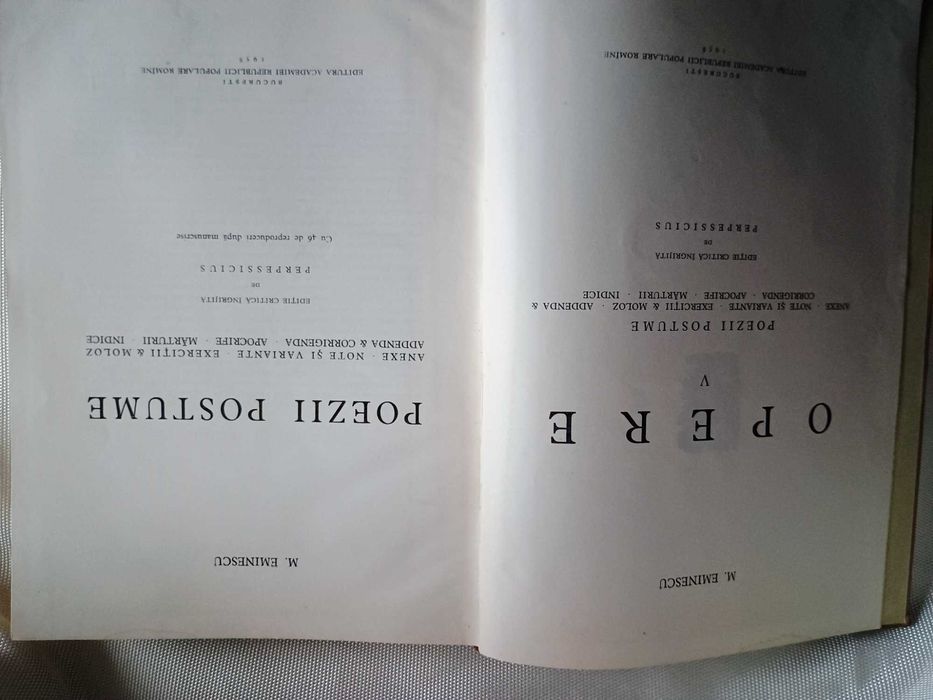 M. EMINESCU
OPERE
V
POEZII POSTUME
ANEXE · NOTE ŞI VARIANTE · EXERCIŢII & MOLOZ · ADDENDA &
CORRIGENDA · APOCRIFE · MĂRTURII · INDICE
EDIŢIE CRITICĂ ÎNGRIJITĂ
DE
PERPESSICIUS
BUCUREŞTI
EDITURA ACADEMIEI REPUBLICII POPULARE ROMÎNE
1958
M. EMINESCU
POEZII POSTUME
ANEXE · NOTE ŞI VARIANTE · EXERCIŢII & MOLOZ
ADDENDA & CORRIGENDA · APOCRIFE · MĂRTURII · INDICE
EDIŢIE CRITICĂ ÎNGRIJITĂ
DE
PERPESSICIUS
Cu 46 de reproduceri după manuscrise
BUCUREŞTI
EDITURA ACADEMIEI REPUBLICII POPULARE ROMÎNE
1958